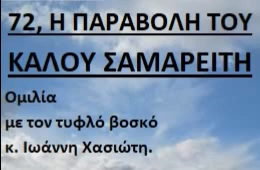 72, Η ΠΑΡΑΒΟΛΗ ΤΟΥ
ΚΑΛΟΥ ΣΑΜΑΡΕΙΤΗ
Ομιλία
με τον τυφλό βοσκό
κ. Ιωάννη Χασιώτη.